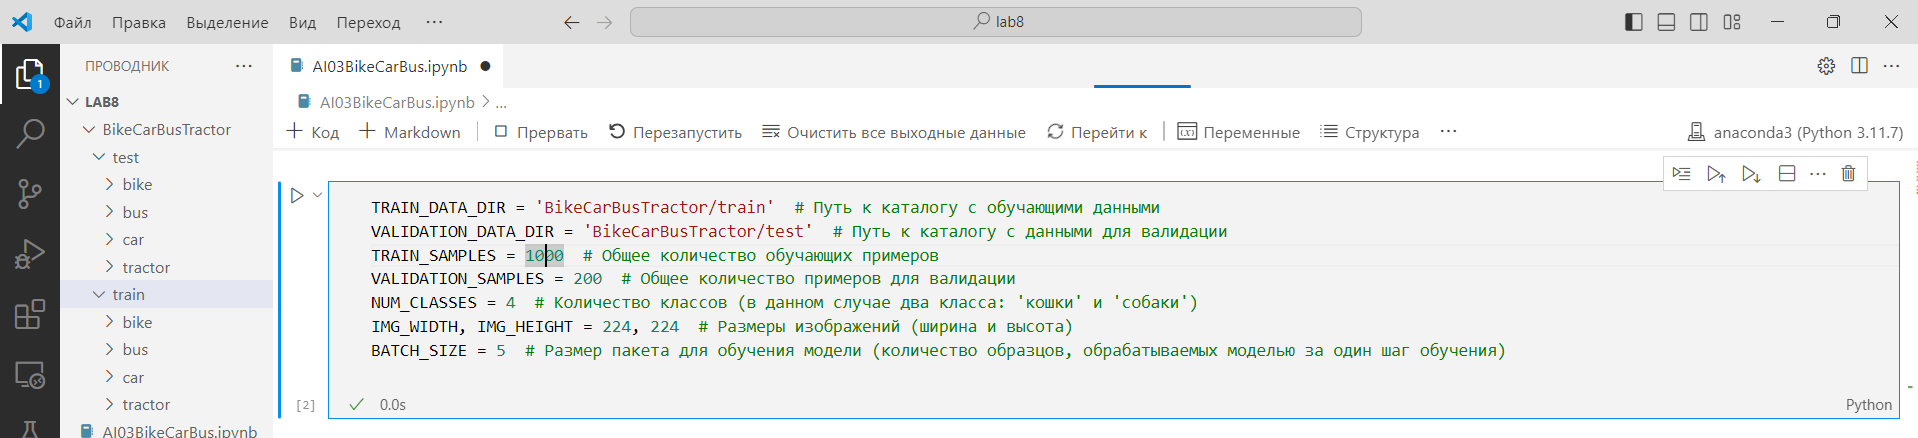 Файл Правка Выделение Вид Переход ··· lab8
ПРОВОДНИК ···
1
LAB8
BikeCarBusTractor
test
bike
bus
car
tractor
train
bike
bus
car
tractor
AI03BikeCarBus.ipynb
AI03BikeCarBus.ipynb ●
AI03BikeCarBus.ipynb > ...
+ Код + Markdown Прервать Перезапустить Очистить все выходные данные Перейти к Переменные Структура ··· anaconda3 (Python 3.11.7)
TRAIN_DATA_DIR = 'BikeCarBusTractor/train'  # Путь к каталогу с обучающими данными
VALIDATION_DATA_DIR = 'BikeCarBusTractor/test'  # Путь к каталогу с данными для валидации
TRAIN_SAMPLES = 1000  # Общее количество обучающих примеров
VALIDATION_SAMPLES = 200  # Общее количество примеров для валидации
NUM_CLASSES = 4  # Количество классов (в данном случае два класса: 'кошки' и 'собаки')
IMG_WIDTH, IMG_HEIGHT = 224, 224  # Размеры изображений (ширина и высота)
BATCH_SIZE = 5  # Размер пакета для обучения модели (количество образцов, обрабатываемых моделью за один шаг обучения)
[2] ✓ 0.0s Python